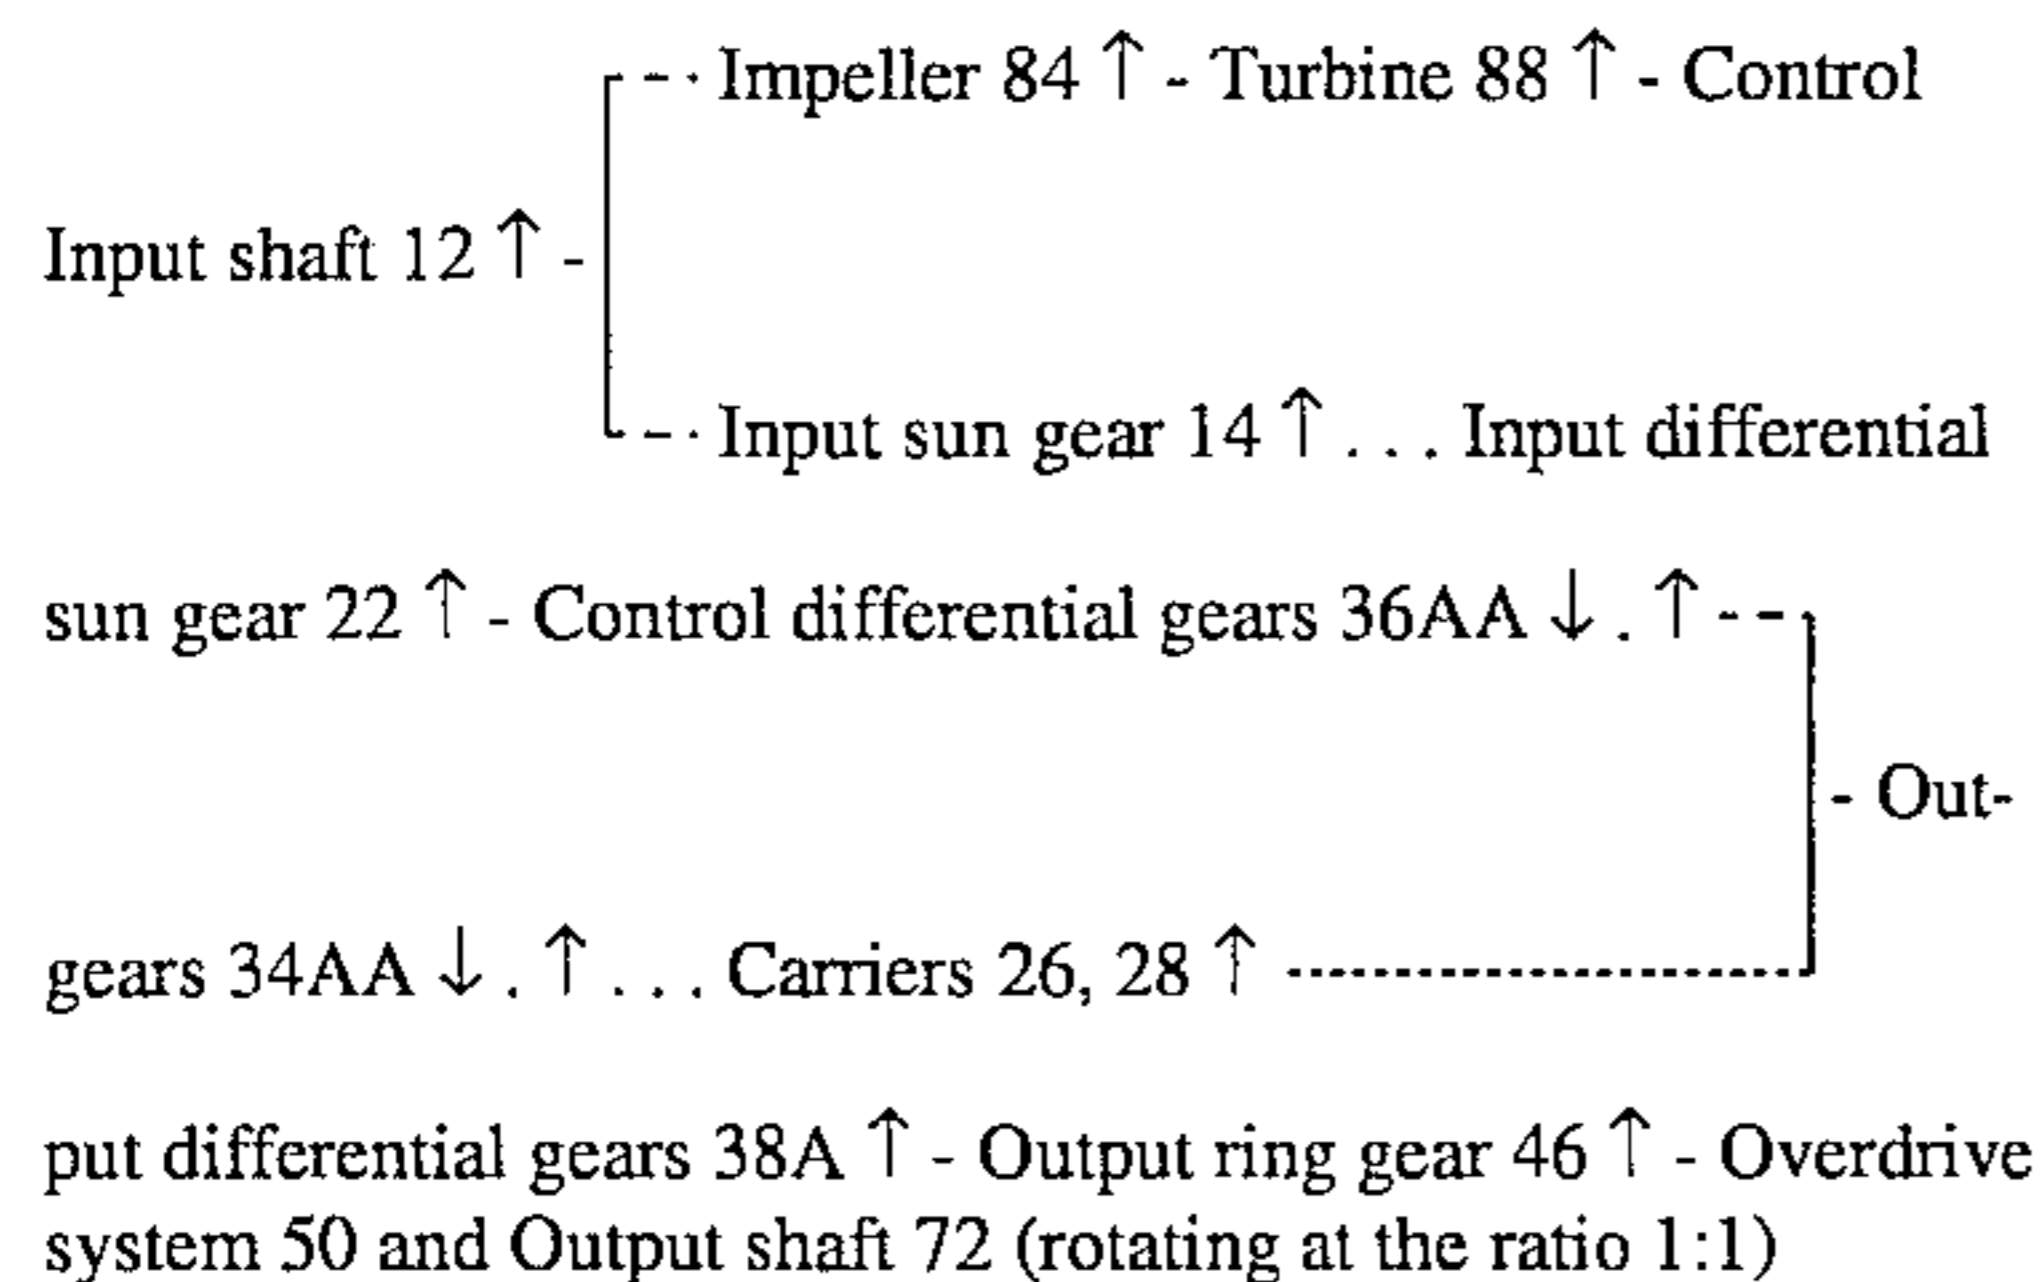 Impeller 84 ↑ - Turbine 88 ↑ - Control
Input shaft 12 ↑ -
Input sun gear 14 ↑ . . . Input differential
sun gear 22 ↑ - Control differential gears 36AA ↓ . ↑
- Out-
gears 34AA ↓ . ↑ . . . Carriers 26, 28 ↑
put differential gears 38A ↑ - Output ring gear 46 ↑ - Overdrive
system 50 and Output shaft 72 (rotating at the ratio 1:1)